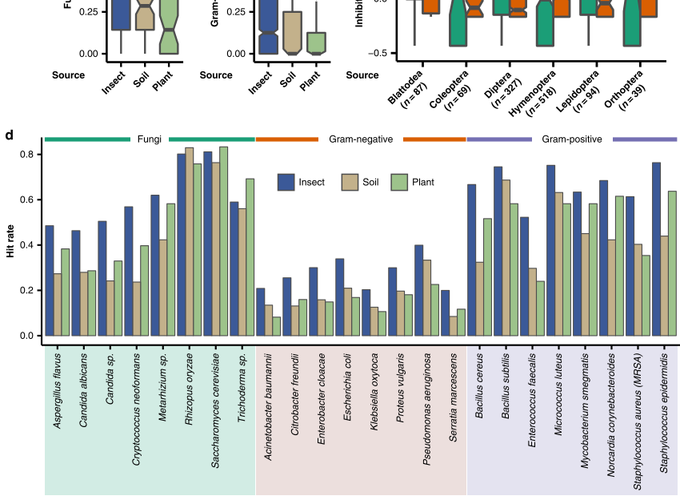 0.25
0.00
Source
Insect
Soil
Plant
0.25
0.00
Source
Insect
Soil
Plant
−0.5
Source
Blattodea
(n = 87)
Coleoptera
(n = 69)
Diptera
(n = 327)
Hymenoptera
(n = 518)
Lepidoptera
(n = 94)
Orthoptera
(n = 39)
d
Fungi
Gram-negative
Gram-positive
Insect
Soil
Plant
Hit rate
0.8
0.6
0.4
0.2
0.0
Aspergillus flavus
Candida albicans
Candida sp.
Cryptococcus neoformans
Metarhizium sp.
Rhizopus oryzae
Saccharomyces cerevisiae
Trichoderma sp.
Acinetobacter baumannii
Citrobacter freundii
Enterobacter cloacae
Escherichia coli
Klebsiella oxytoca
Proteus vulgaris
Pseudomonas aeruginosa
Serratia marcescens
Bacillus cereus
Bacillus subtilis
Enterococcus faecalis
Micrococcus luteus
Mycobacterium smegmatis
Norcardia corynebacteroides
Staphylococcus aureus (MRSA)
Staphylococcus epidermidis